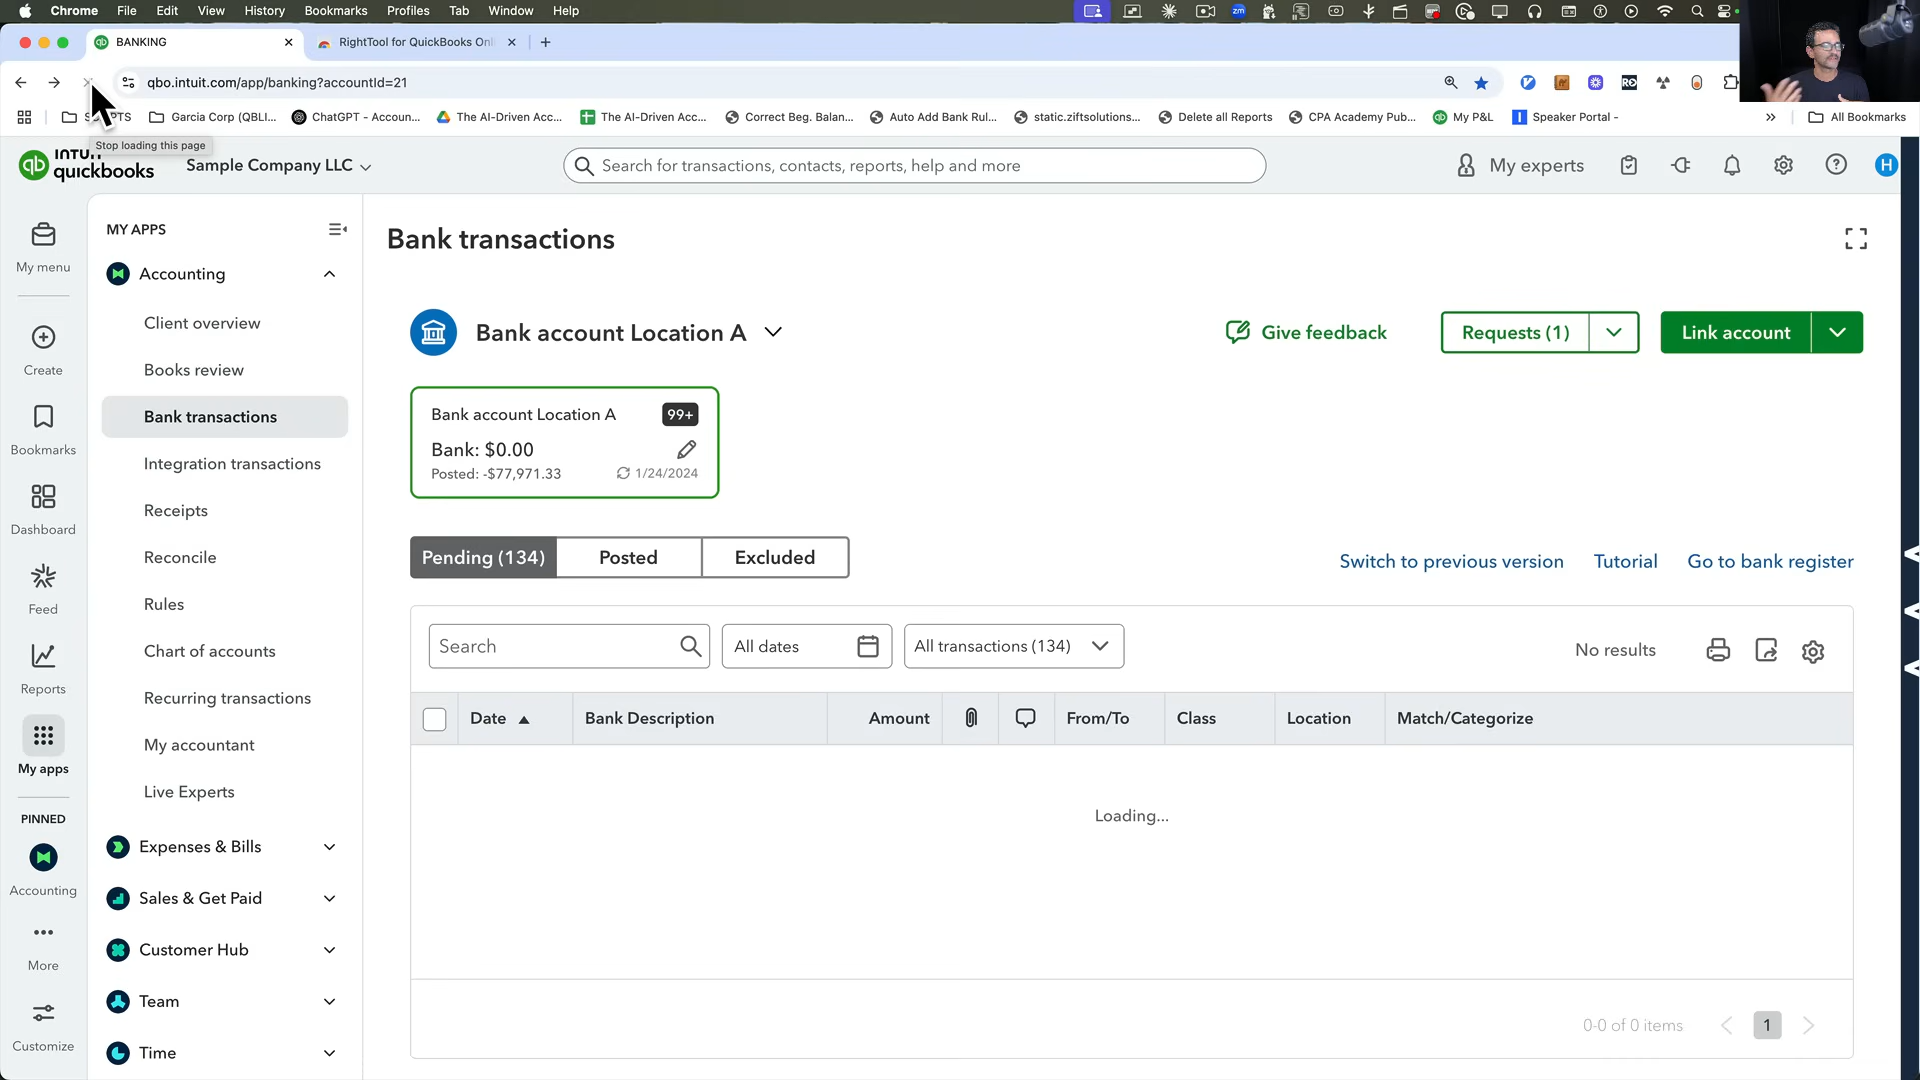 Chrome File Edit View History Bookmarks Profiles Tab Window Help
zm
BANKING
RightTool for QuickBooks Onl
qbo.intuit.com/app/banking?accountId=21
Garcia Corp (QBLI...
ChatGPT - Accoun...
The AI-Driven Acc...
The AI-Driven Acc...
Correct Beg. Balan...
Auto Add Bank Rul...
static.ziftsolutions...
Delete all Reports
CPA Academy Pub...
My P&L
Speaker Portal -
All Bookmarks
Stop loading this page
quickbooks
Sample Company LLC
Search for transactions, contacts, reports, help and more
My experts
H
My menu
Create
Bookmarks
Dashboard
Feed
Reports
My apps
PINNED
Accounting
More
Customize
MY APPS
Accounting
Client overview
Books review
Bank transactions
Integration transactions
Receipts
Reconcile
Rules
Chart of accounts
Recurring transactions
My accountant
Live Experts
Expenses & Bills
Sales & Get Paid
Customer Hub
Team
Time
Bank transactions
Bank account Location A
Give feedback
Requests (1)
Link account
Bank account Location A 99+
Bank: $0.00
Posted: -$77,971.33 1/24/2024
Pending (134) Posted Excluded
Switch to previous version Tutorial Go to bank register
Search All dates All transactions (134) No results
Date Bank Description Amount From/To Class Location Match/Categorize
Loading...
0-0 of 0 items 1